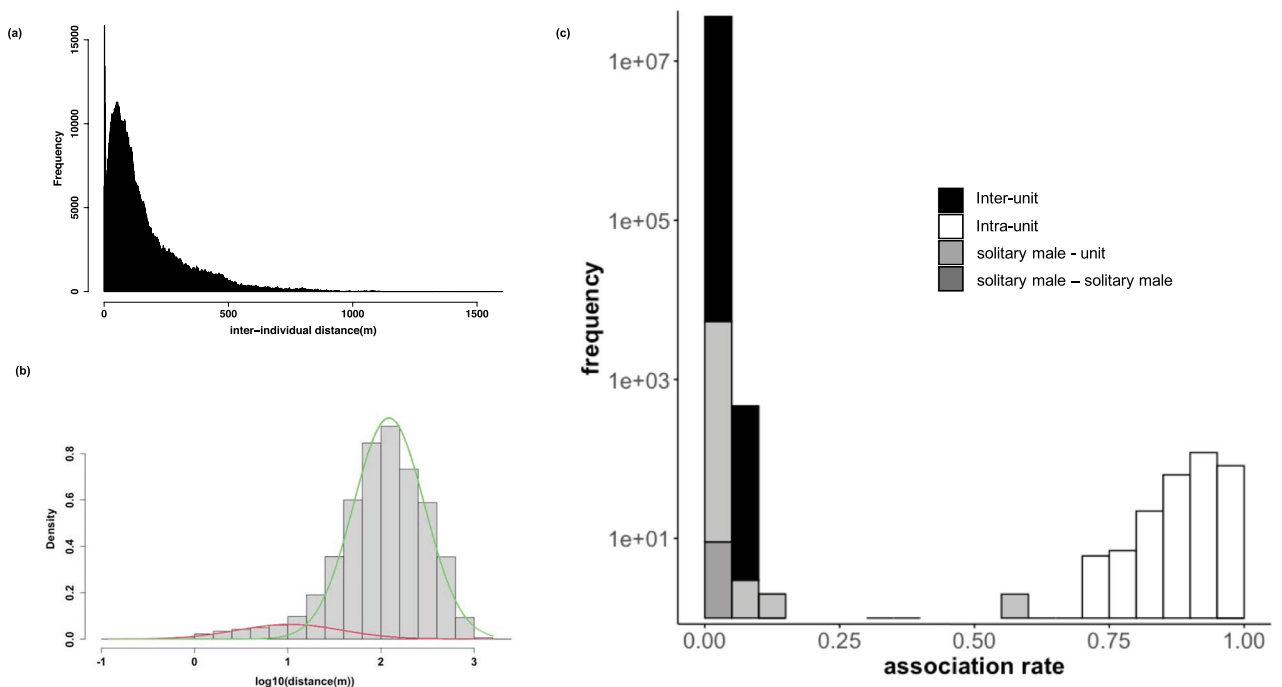 (a)
15000
10000
5000
0
Frequency
0 500 1000 1500
inter−individual distance(m)
(b)
0.8
0.6
0.4
0.2
0.0
Density
-1 0 1 2 3
log10(distance(m))
(c)
1e+07
1e+05
1e+03
1e+01
frequency
Inter-unit
Intra-unit
solitary male - unit
solitary male – solitary male
0.00 0.25 0.50 0.75 1.00
association rate